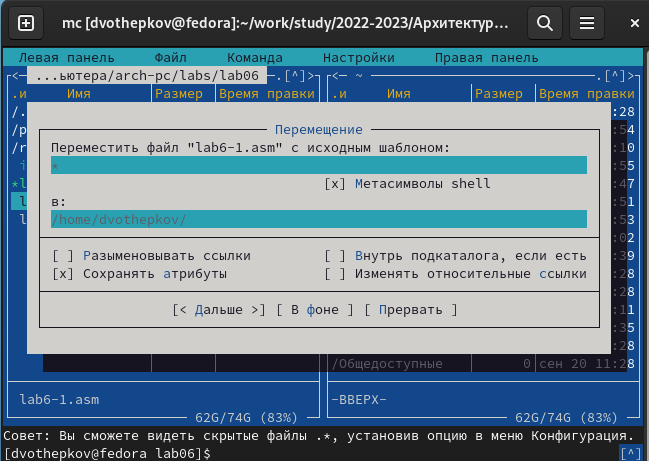 mc [dvothepkov@fedora]:~/work/study/2022-2023/Архитектур...
Левая панель Файл Команда Настройки Правая панель
<— ...ьютера/arch-pc/labs/lab06 .[^]> <— ~ .[^]>
.и Имя Размер Время правки .и Имя Размер Время правки
/. :28
/p :54
/r :10
i :55
*l :47
l :51
l :53
:02
:39
:28
:28
:11
:35
:28
Перемещение
Переместить файл "lab6-1.asm" с исходным шаблоном:
*
[x] Метасимволы shell
в:
/home/dvothepkov/
[ ] Разыменовывать ссылки [ ] Внутрь подкаталога, если есть
[x] Сохранять атрибуты [ ] Изменять относительные ссылки
[< Дальше >] [ В фоне ] [ Прервать ]
/Общедоступные 0 сен 20 11:28
lab6-1.asm -ВВЕРХ-
62G/74G (83%) 62G/74G (83%)
Совет: Вы сможете видеть скрытые файлы .*, установив опцию в меню Конфигурация.
[dvothepkov@fedora lab06]$ [^]